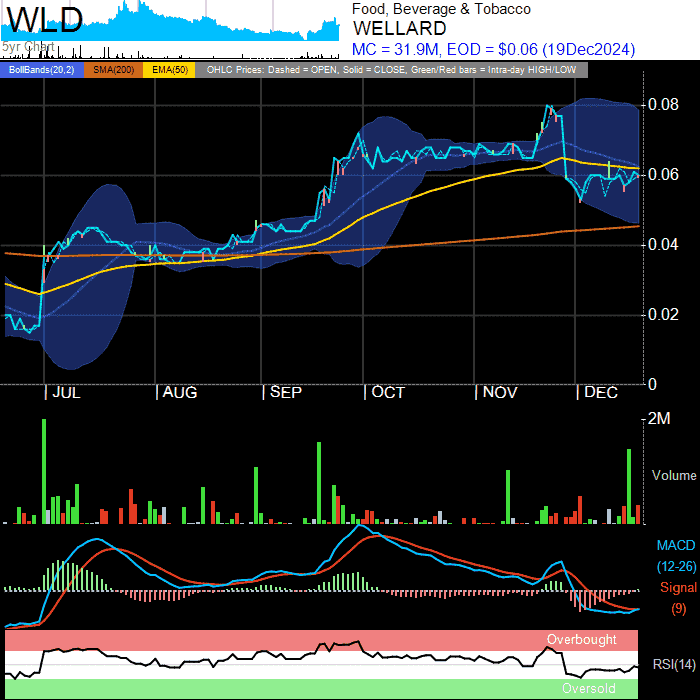 WLD
5yr Chart
Food, Beverage & Tobacco
WELLARD
MC = 31.9M, EOD = $0.06 (19Dec2024)
BollBands(20,2) SMA(200) EMA(50) OHLC Prices: Dashed = OPEN, Solid = CLOSE, Green/Red bars = Intra-day HIGH/LOW
0.08
0.06
0.04
0.02
0
| JUL | AUG | SEP | OCT | NOV | DEC
2M
Volume
MACD
(12-26)
Signal
(9)
Overbought
RSI(14)
Oversold